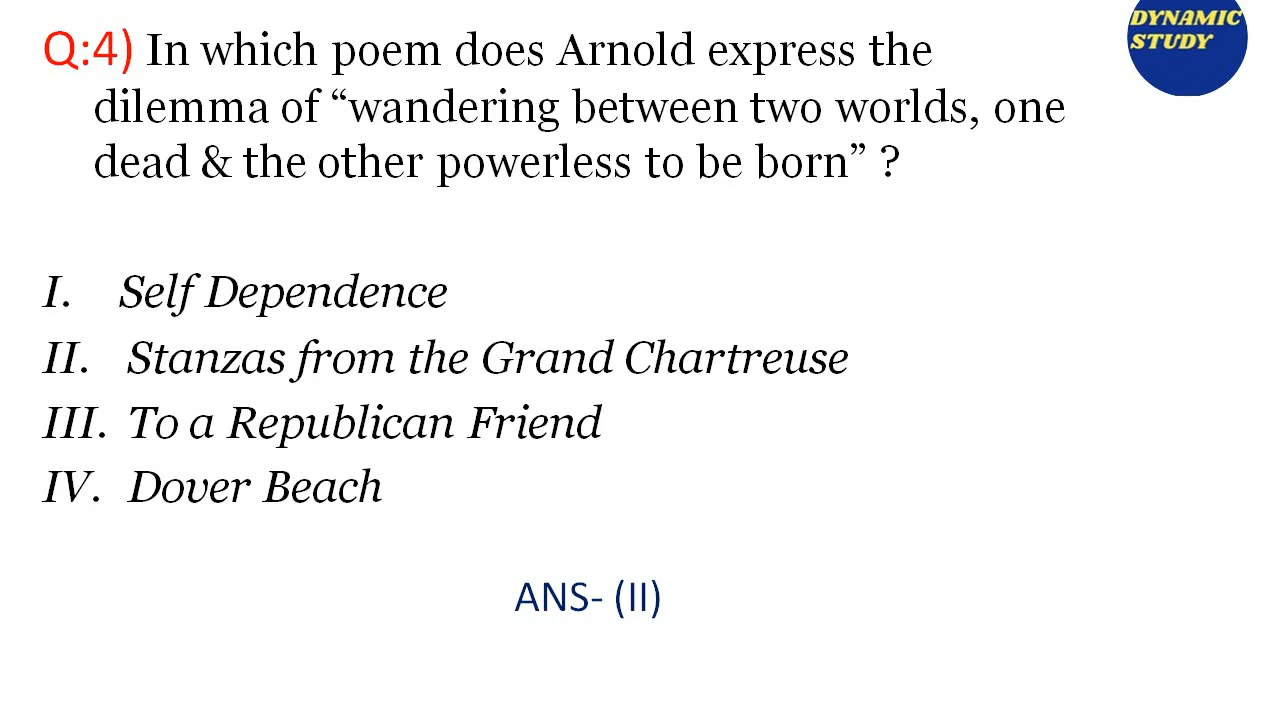 DYNAMIC
STUDY
Q:4) In which poem does Arnold express the
dilemma of “wandering between two worlds, one
dead & the other powerless to be born” ?
I. Self Dependence
II. Stanzas from the Grand Chartreuse
III. To a Republican Friend
IV. Dover Beach
ANS- (II)